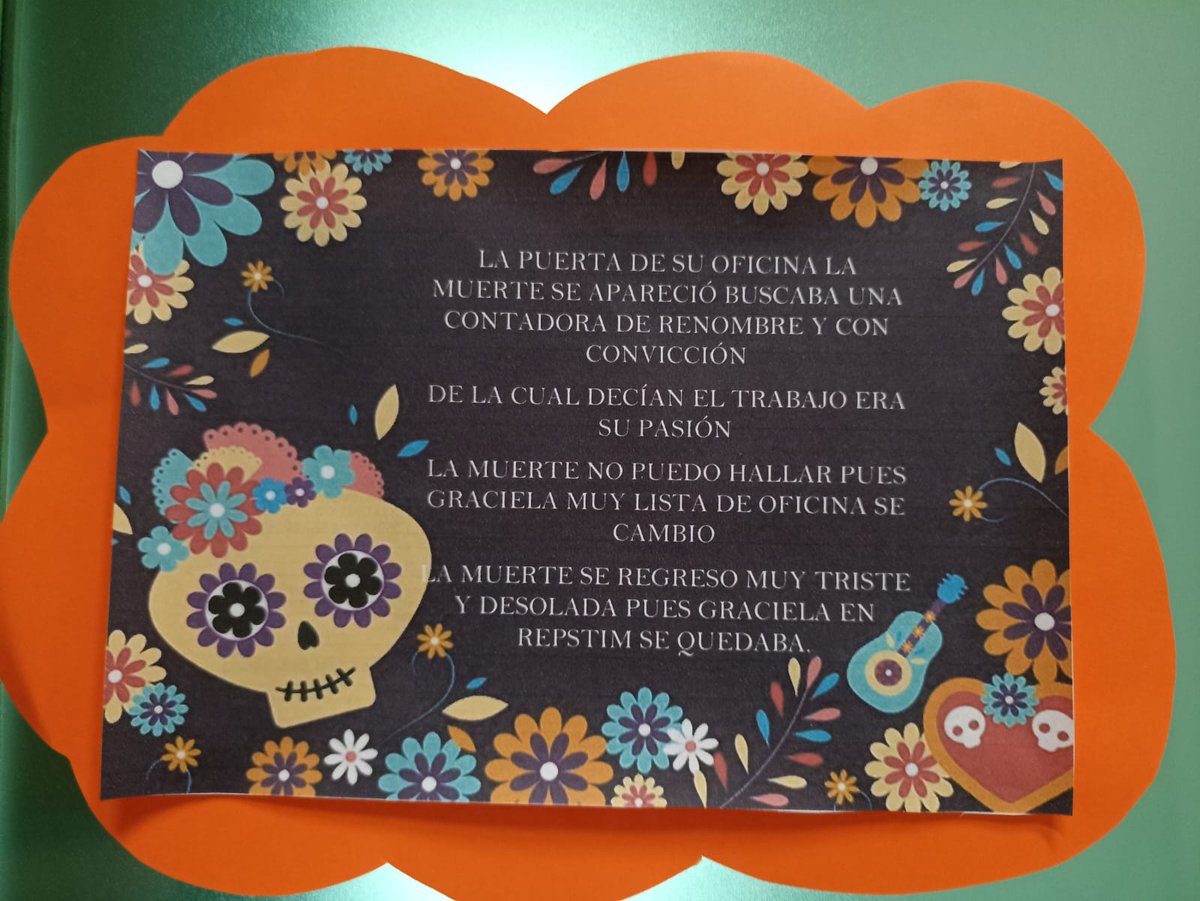 LA PUERTA DE SU OFICINA LA
MUERTE SE APARECIÓ BUSCABA UNA
CONTADORA DE RENOMBRE Y CON
CONVICCIÓN
DE LA CUAL DECÍAN EL TRABAJO ERA
SU PASIÓN
LA MUERTE NO PUEDO HALLAR PUES
GRACIELA MUY LISTA DE OFICINA SE
CAMBIO
LA MUERTE SE REGRESO MUY TRISTE
Y DESOLADA PUES GRACIELA EN
REPSTIM SE QUEDABA.